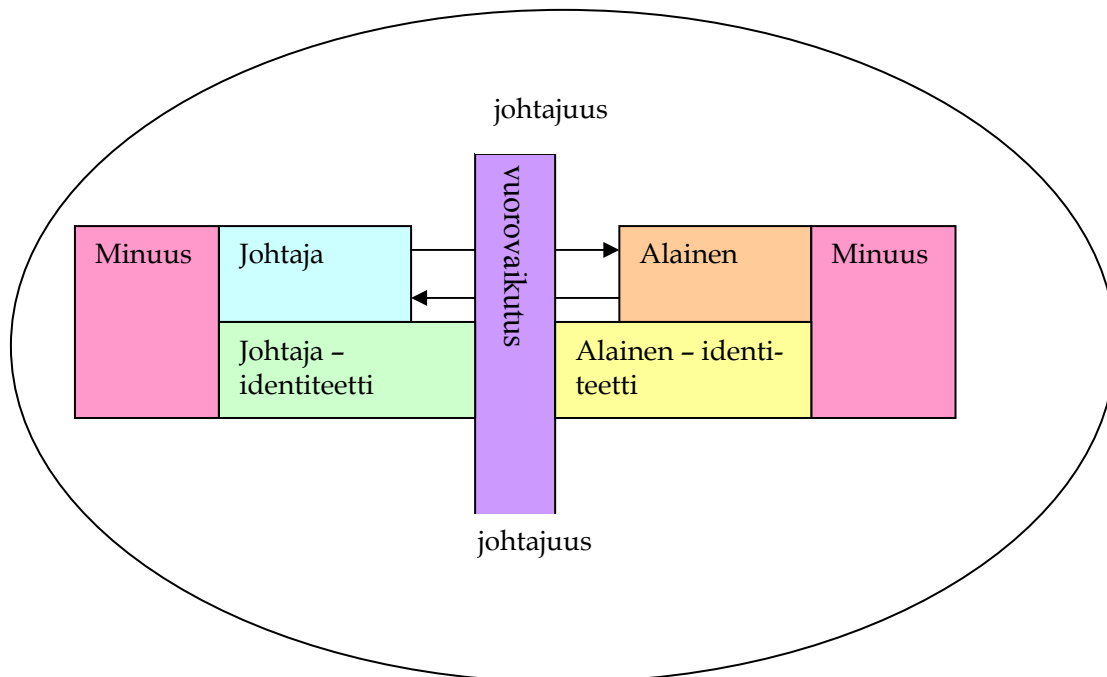 johtajuus
vuorovaikutus
Minuus
Johtaja
Alainen
Minuus
Johtaja –
identiteetti
Alainen – identi-
teetti
johtajuus